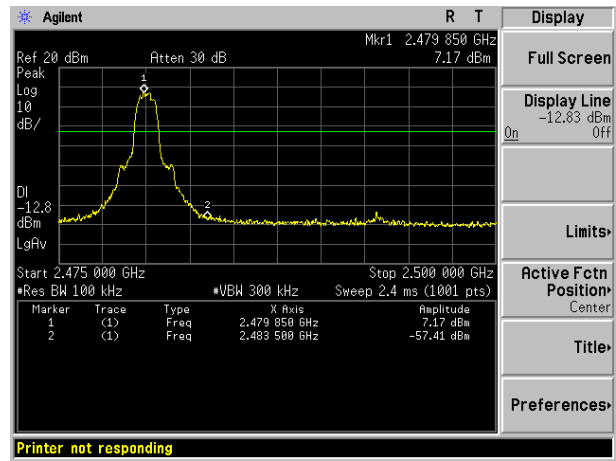 Agilent R T
Mkr1 2.479 850 GHz
Ref 20 dBm Atten 30 dB 7.17 dBm
Peak
Log
10
dB/
1
2
DI
-12.8
dBm
LgAv
Start 2.475 000 GHz Stop 2.500 000 GHz
#Res BW 100 kHz #VBW 300 kHz Sweep 2.4 ms (1001 pts)
Marker Trace Type X Axis Amplitude
1 (1) Freq 2.479 850 GHz 7.17 dBm
2 (1) Freq 2.483 500 GHz -57.41 dBm
Printer not responding
Display
Full Screen
Display Line
-12.83 dBm
On Off
Limits
Active Fctn
Position
Center
Title
Preferences